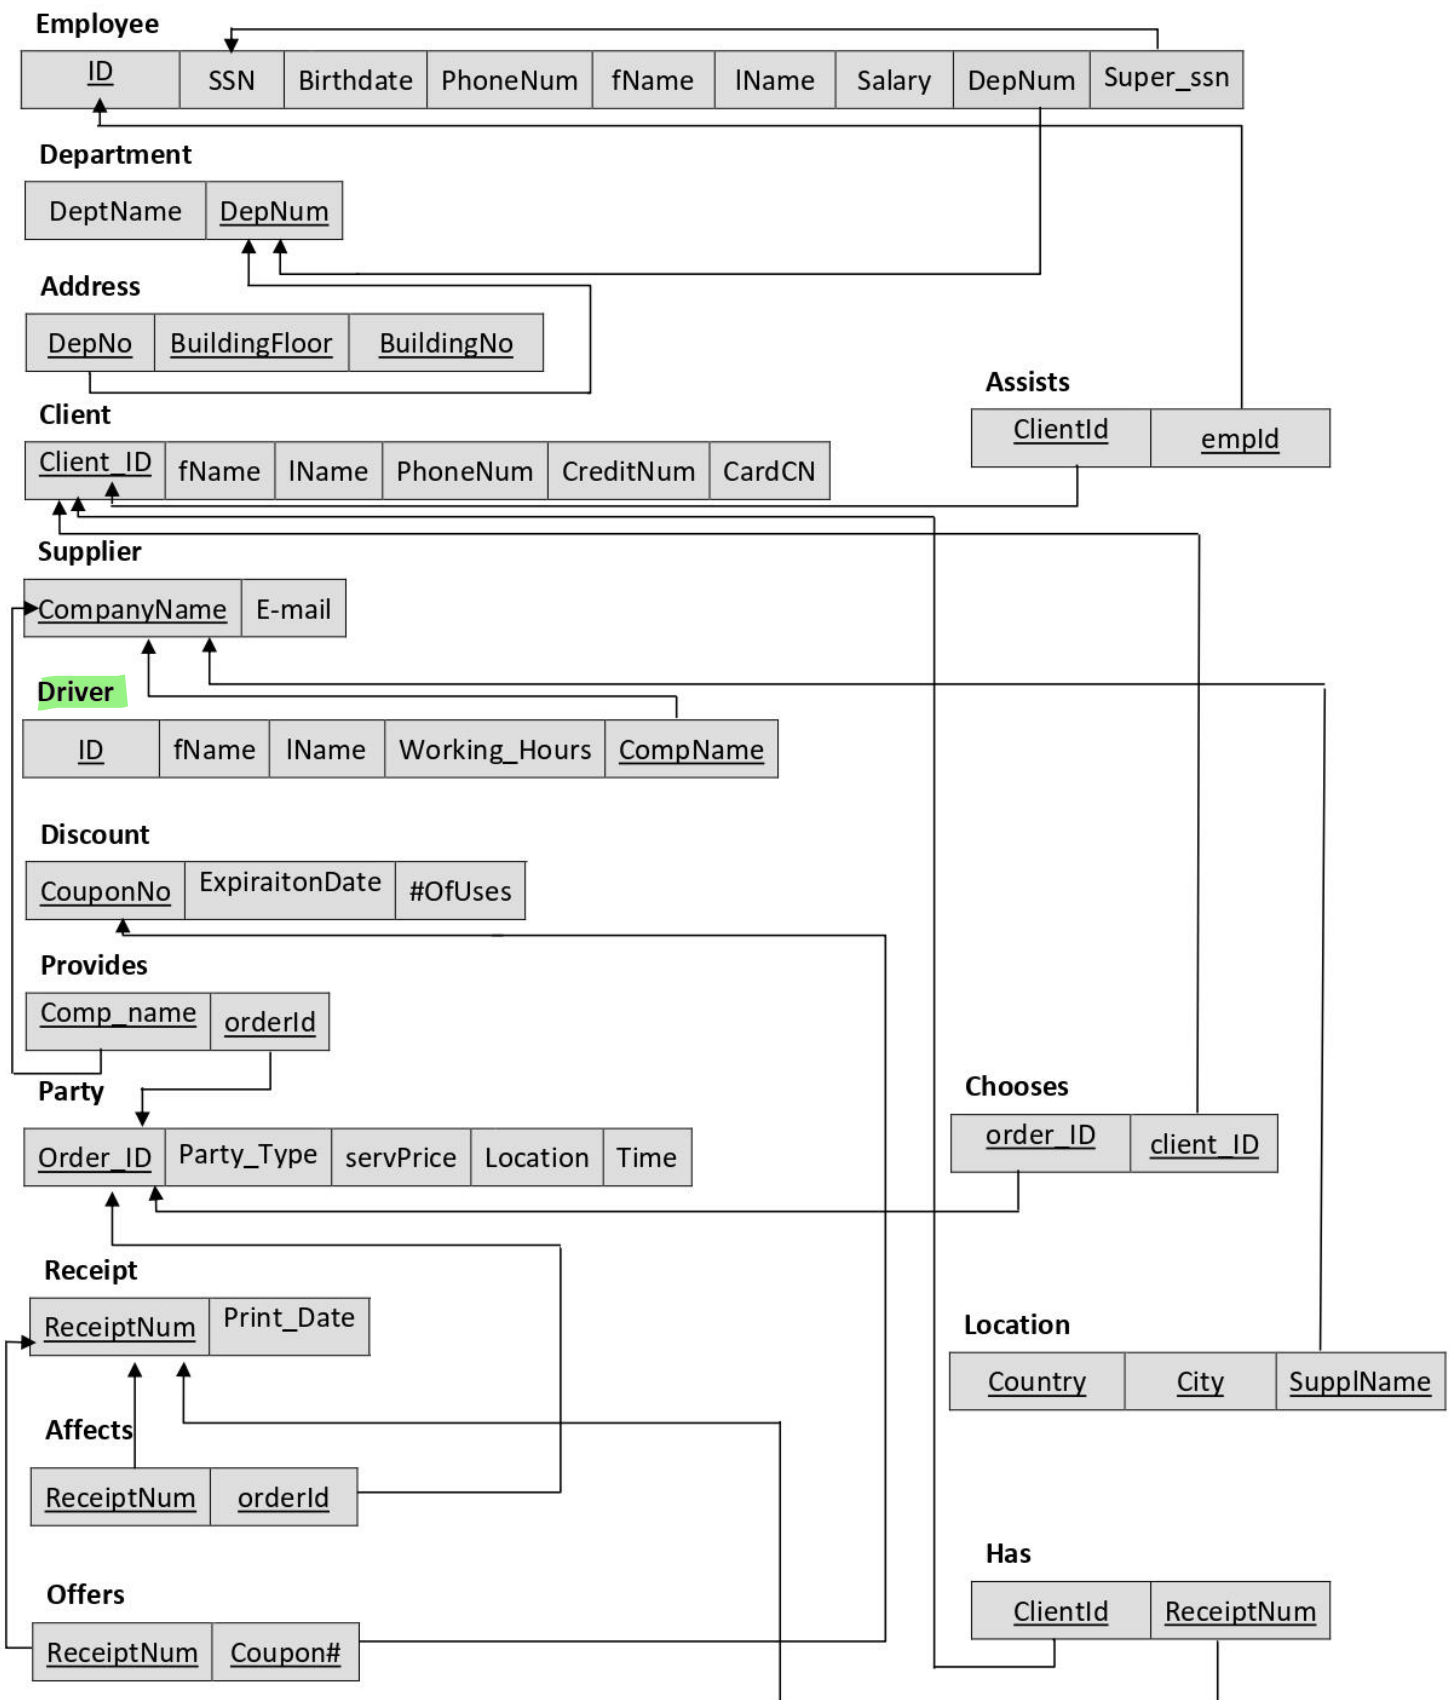 Employee
ID SSN Birthdate PhoneNum fName lName Salary DepNum Super_ssn
Department
DeptName DepNum
Address
DepNo BuildingFloor BuildingNo
Assists
ClientId empId
Client
Client_ID fName lName PhoneNum CreditNum CardCN
Supplier
CompanyName E-mail
Driver
ID fName lName Working_Hours CompName
Discount
CouponNo ExpiraitonDate #OfUses
Provides
Comp_name orderId
Party
Order_ID Party_Type servPrice Location Time
Chooses
order_ID client_ID
Receipt
ReceiptNum Print_Date
Location
Country City SupplName
Affects
ReceiptNum orderId
Has
ClientId ReceiptNum
Offers
ReceiptNum Coupon#